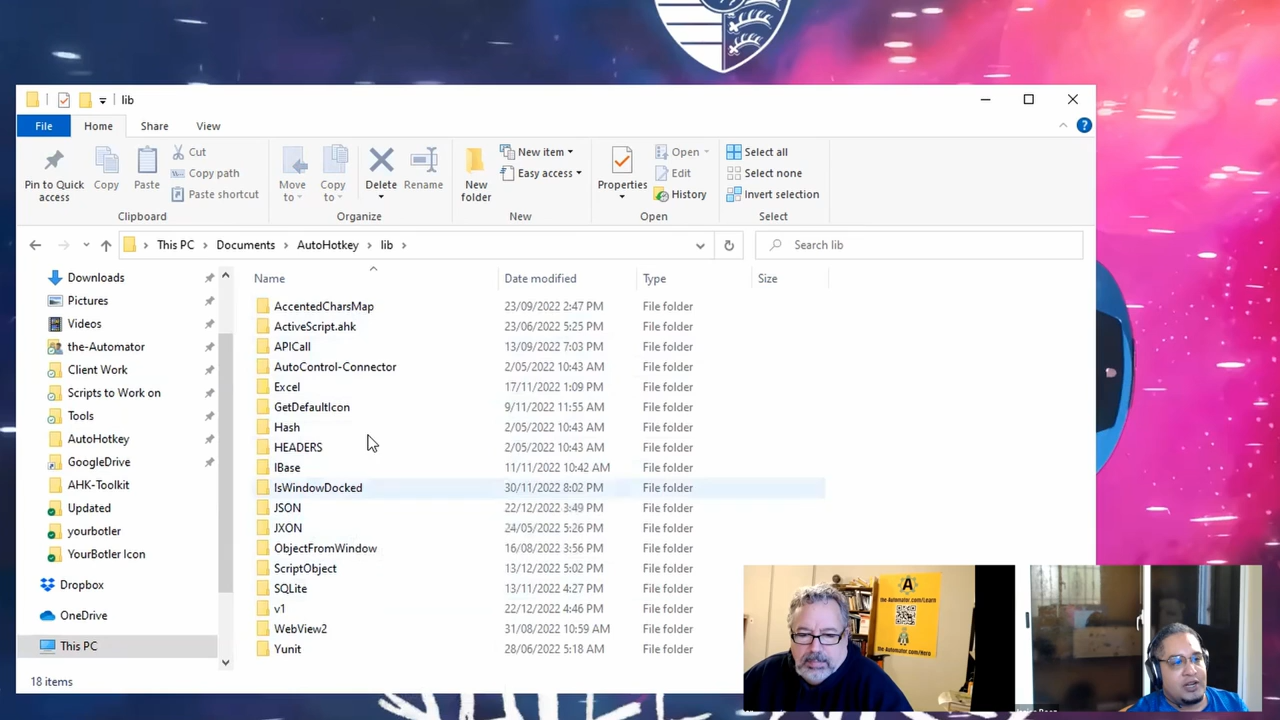 lib
File
Home
Share
View
Pin to Quick access
Copy
Paste
Cut
Copy path
Paste shortcut
Clipboard
Move to
Copy to
Delete
Rename
Organize
New folder
New item
Easy access
New
Properties
Open
Edit
History
Open
Select all
Select none
Invert selection
Select
This PC
Documents
AutoHotkey
lib
Search lib
Downloads
Pictures
Videos
the-Automator
Client Work
Scripts to Work on
Tools
AutoHotkey
GoogleDrive
AHK-Toolkit
Updated
yourbotler
YourBotler Icon
Dropbox
OneDrive
This PC
Name Date modified Type Size
AccentedCharsMap 23/09/2022 2:47 PM File folder
ActiveScript.ahk 23/06/2022 5:25 PM File folder
APICall 13/09/2022 7:03 PM File folder
AutoControl-Connector 2/05/2022 10:43 AM File folder
Excel 17/11/2022 1:09 PM File folder
GetDefaultIcon 9/11/2022 11:55 AM File folder
Hash 2/05/2022 10:43 AM File folder
HEADERS 2/05/2022 10:43 AM File folder
IBase 11/11/2022 10:42 AM File folder
IsWindowDocked 30/11/2022 8:02 PM File folder
JSON 22/12/2022 3:49 PM File folder
JXON 24/05/2022 5:26 PM File folder
ObjectFromWindow 16/08/2022 3:56 PM File folder
ScriptObject 13/12/2022 5:02 PM File folder
SQLite 13/11/2022 4:27 PM File folder
v1 22/12/2022 4:46 PM File folder
WebView2 31/08/2022 10:59 AM File folder
Yunit 28/06/2022 5:18 AM File folder
18 items
A
the-Automator.com/Learn
the-Automator.com/Hero